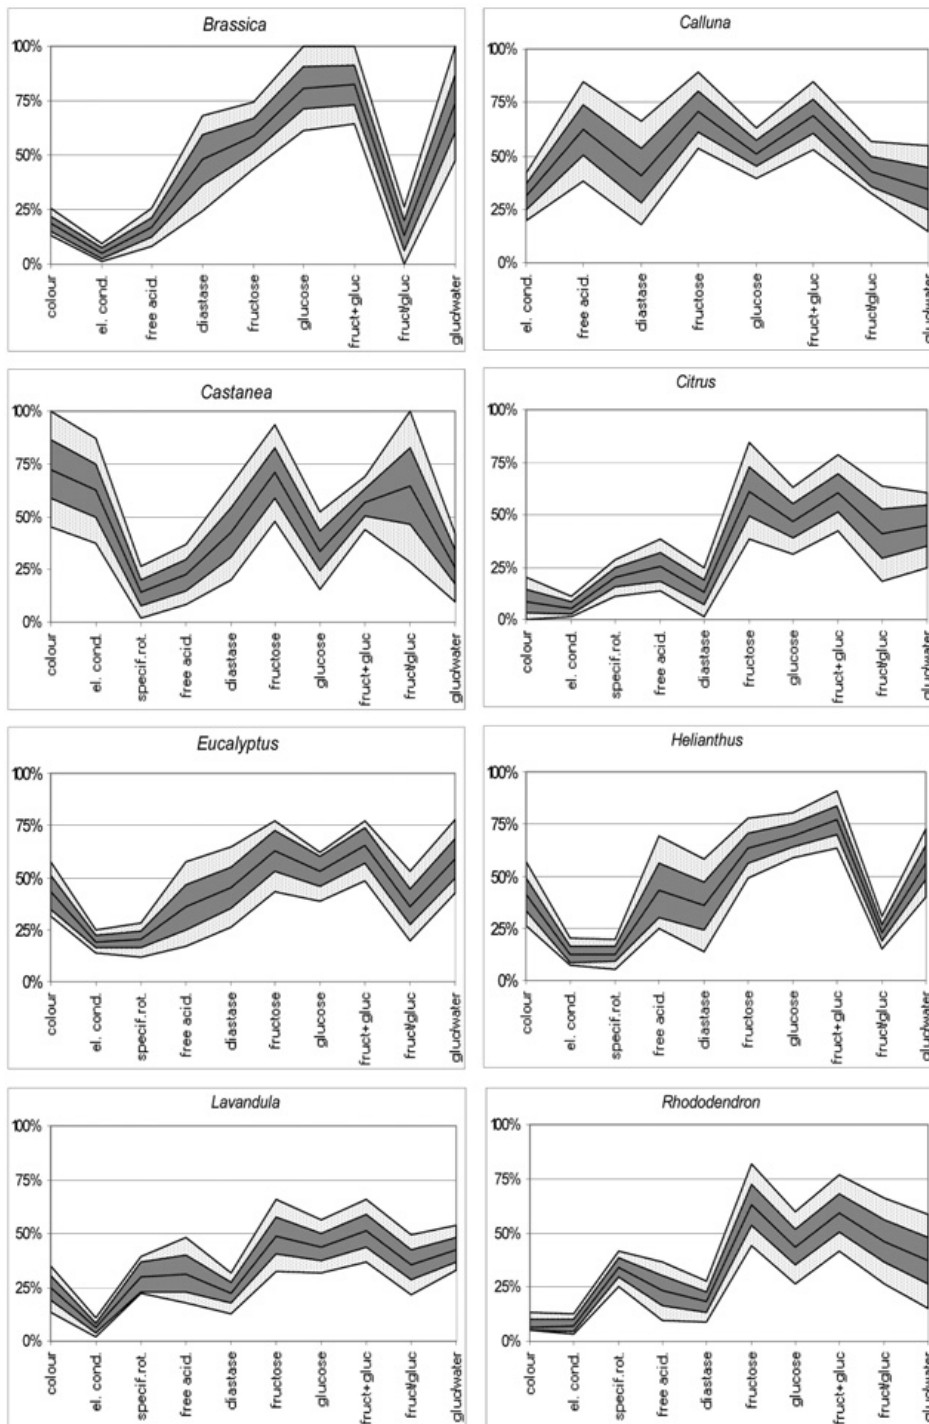 Brassica
100%
75%
50%
25%
0%
colour
el. cond.
free acid.
diastase
fructose
glucose
fruct+gluc
fruct/gluc
gluc/water
Calluna
100%
75%
50%
25%
0%
el. cond.
free acid.
diastase
fructose
glucose
fruct+gluc
fruct/gluc
gluc/water
Castanea
100%
75%
50%
25%
0%
colour
el. cond.
specif.rot.
free acid.
diastase
fructose
glucose
fruct+gluc
fruct/gluc
gluc/water
Citrus
100%
75%
50%
25%
0%
colour
el. cond.
specif.rot.
free acid.
diastase
fructose
glucose
fruct+gluc
fruct/gluc
gluc/water
Eucalyptus
100%
75%
50%
25%
0%
colour
el. cond.
specif.rot.
free acid.
diastase
fructose
glucose
fruct+gluc
fruct/gluc
gluc/water
Helianthus
100%
75%
50%
25%
0%
colour
el. cond.
specif.rot.
free acid.
diastase
fructose
glucose
fruct+gluc
fruct/gluc
gluc/water
Lavandula
100%
75%
50%
25%
0%
colour
el. cond.
specif.rot.
free acid.
diastase
fructose
glucose
fruct+gluc
fruct/gluc
gluc/water
Rhododendron
100%
75%
50%
25%
0%
colour
el. cond.
specif.rot.
free acid.
diastase
fructose
glucose
fruct+gluc
fruct/gluc
gluc/water